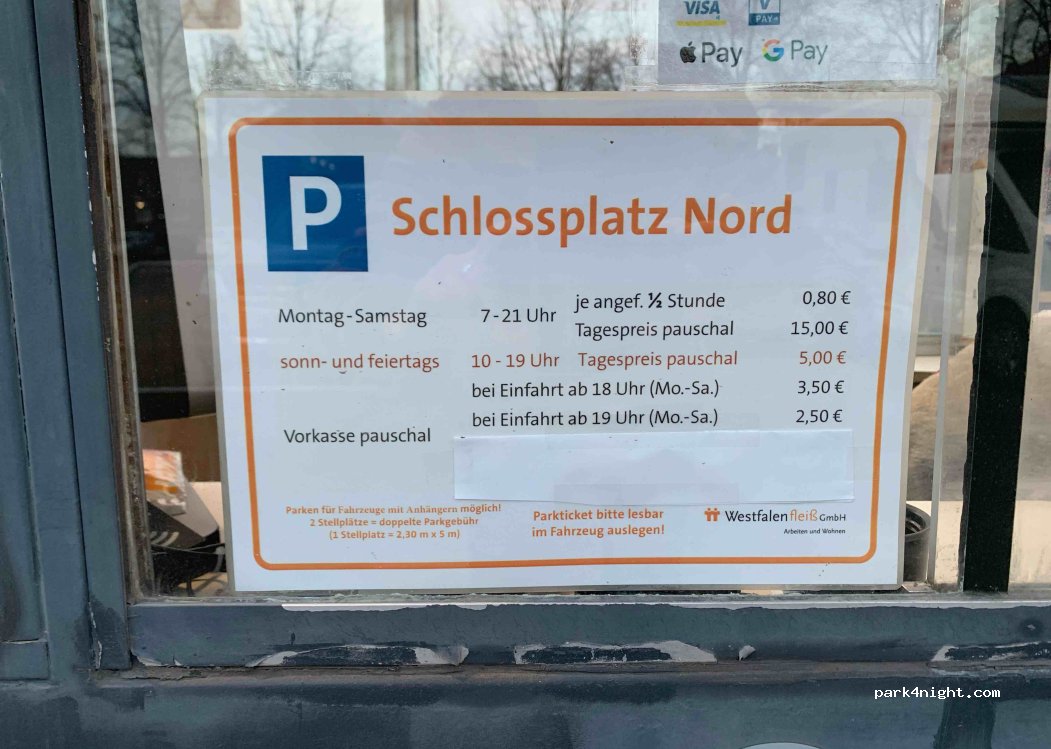 VISA
V PAY
Pay
G Pay
P
Schlossplatz Nord
Montag-Samstag 7-21 Uhr je angef. ½ Stunde 0,80 €
Tagespreis pauschal 15,00 €
sonn- und feiertags 10 - 19 Uhr Tagespreis pauschal 5,00 €
bei Einfahrt ab 18 Uhr (Mo.-Sa.) 3,50 €
bei Einfahrt ab 19 Uhr (Mo.-Sa.) 2,50 €
Vorkasse pauschal
Parken für Fahrzeuge mit Anhängern möglich!
2 Stellplätze = doppelte Parkgebühr
(1 Stellplatz = 2,30 m x 5 m)
Parkticket bitte lesbar
im Fahrzeug auslegen!
Westfalenfleiß GmbH
Arbeiten und Wohnen
park4night.com